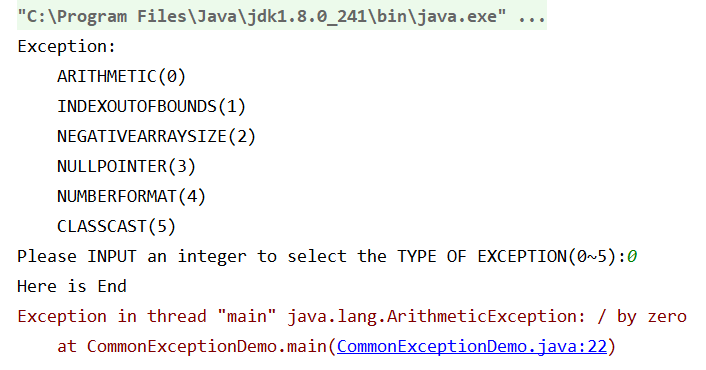 "C:\Program Files\Java\jdk1.8.0_241\bin\java.exe" ...
Exception:
    ARITHMETIC(0)
    INDEXOUTOFBOUNDS(1)
    NEGATIVEARRAYSIZE(2)
    NULLPOINTER(3)
    NUMBERFORMAT(4)
    CLASSCAST(5)
Please INPUT an integer to select the TYPE OF EXCEPTION(0~5):0
Here is End
Exception in thread "main" java.lang.ArithmeticException: / by zero
    at CommonExceptionDemo.main(CommonExceptionDemo.java:22)